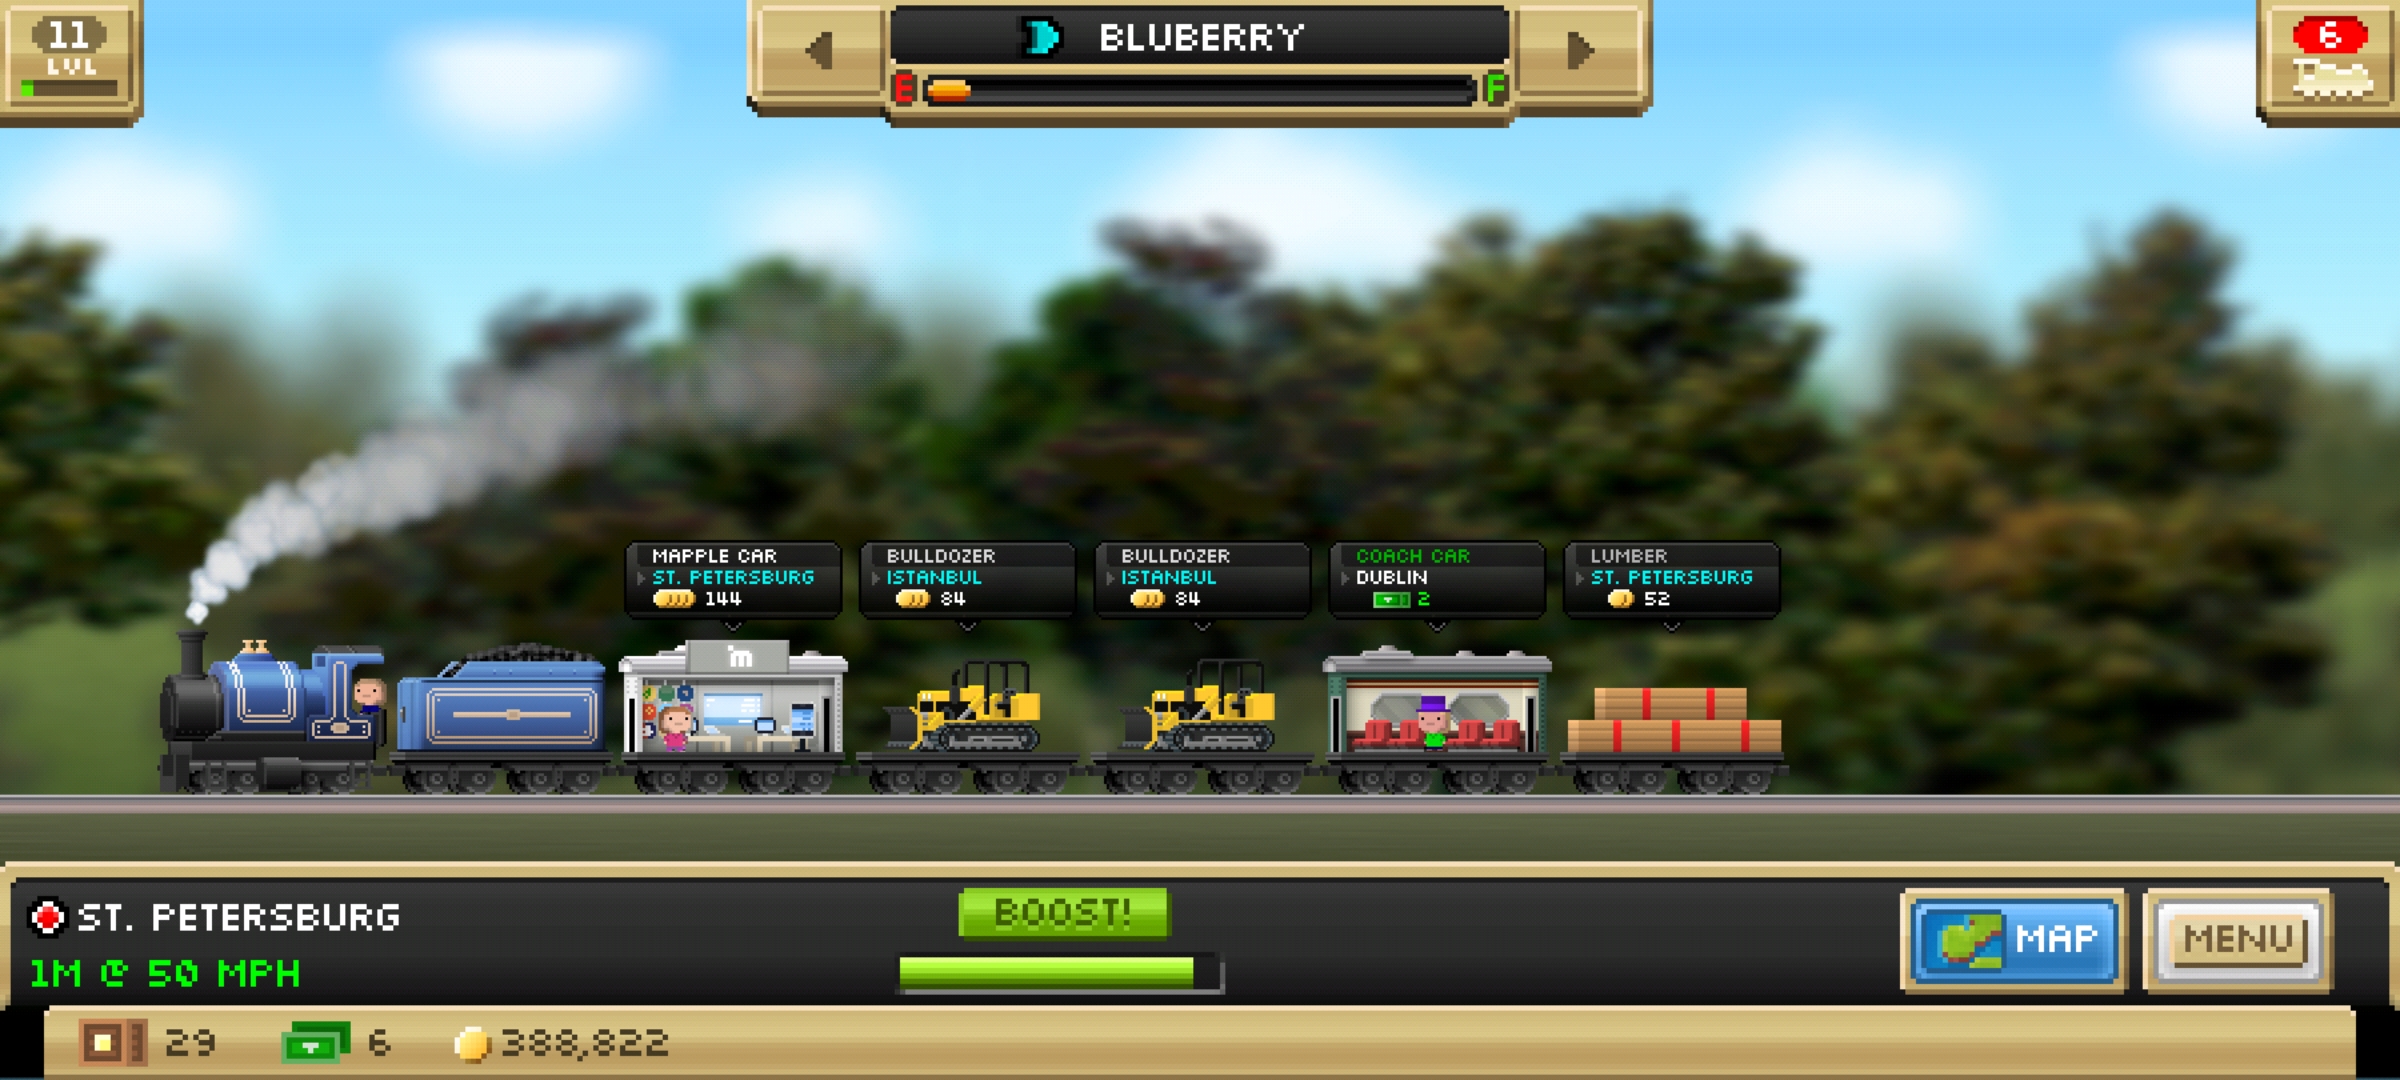 11
LVL
BLUBERRY
E
F
6
MAPPLE CAR
ST. PETERSBURG
144
BULLDOZER
ISTANBUL
84
BULLDOZER
ISTANBUL
84
COACH CAR
DUBLIN
2
LUMBER
ST. PETERSBURG
52
m
ST. PETERSBURG
1M @ 50 MPH
BOOST!
MAP
MENU
29
6
388,822